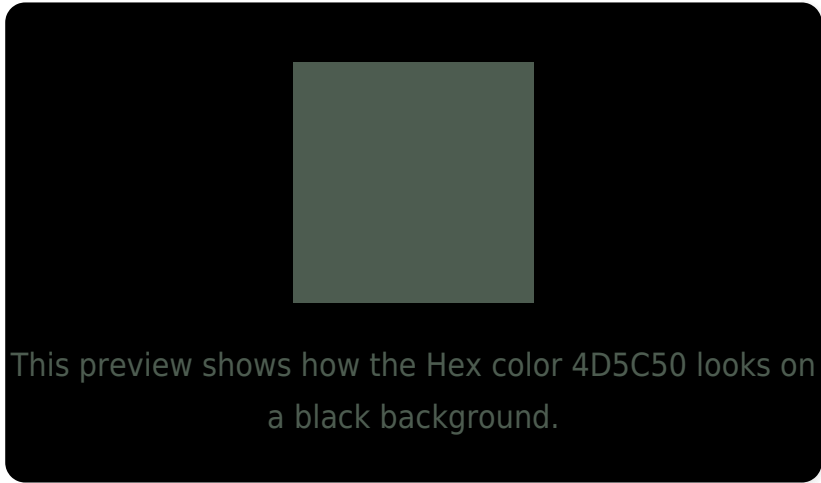 This preview shows how the Hex color 4D5C50 looks on
a black background.